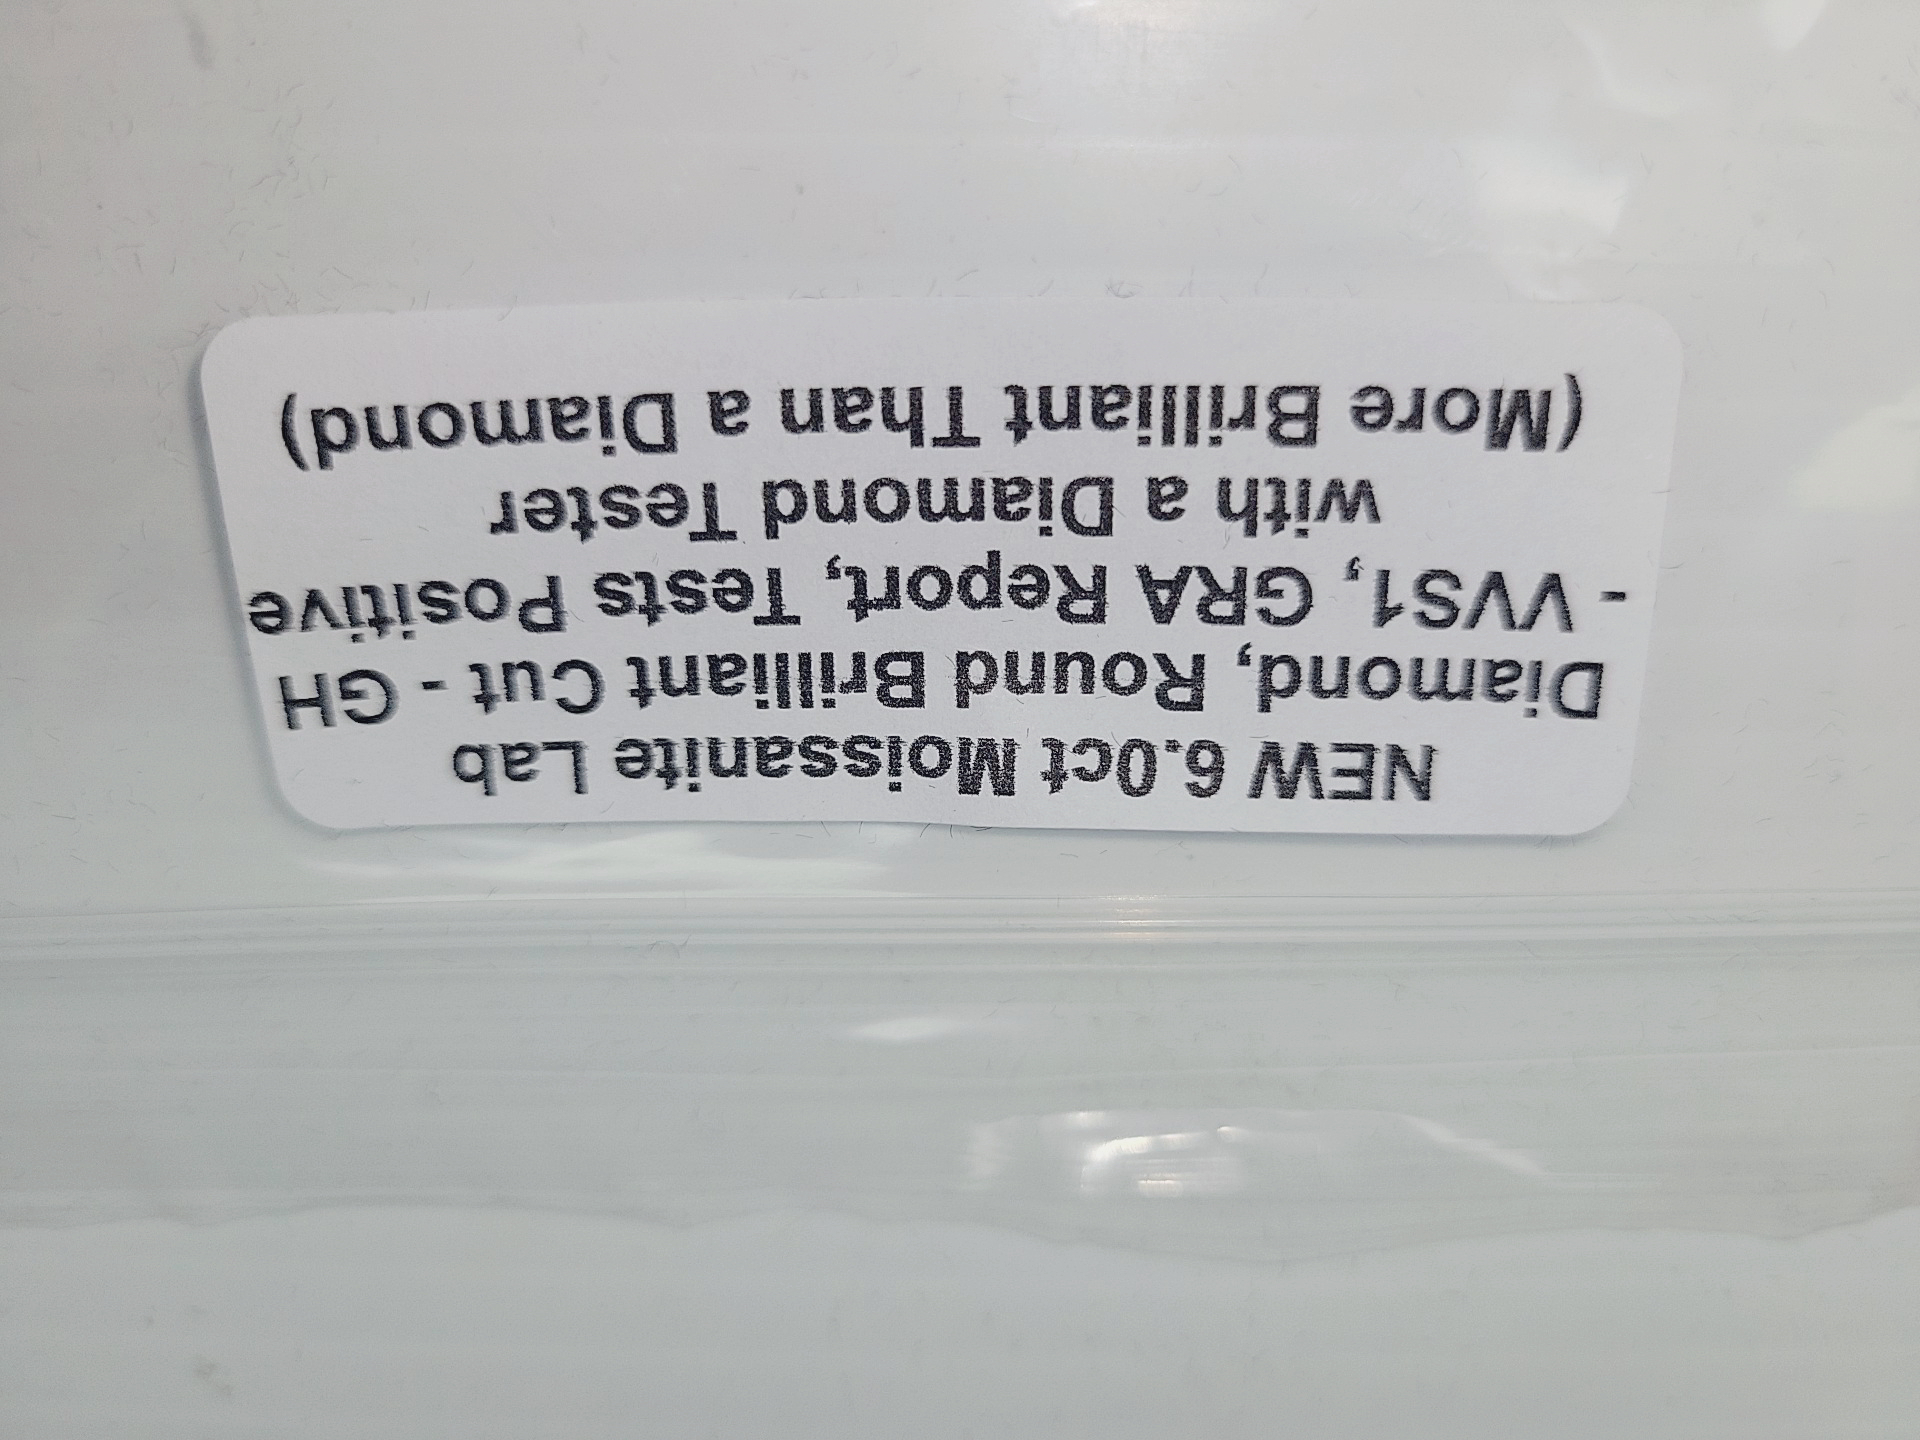 NEW 6.0ct Moissanite Lab
Diamond, Round Brilliant Cut - GH
- VVS1, GRA Report, Tests Positive
with a Diamond Tester
(More Brilliant Than a Diamond)